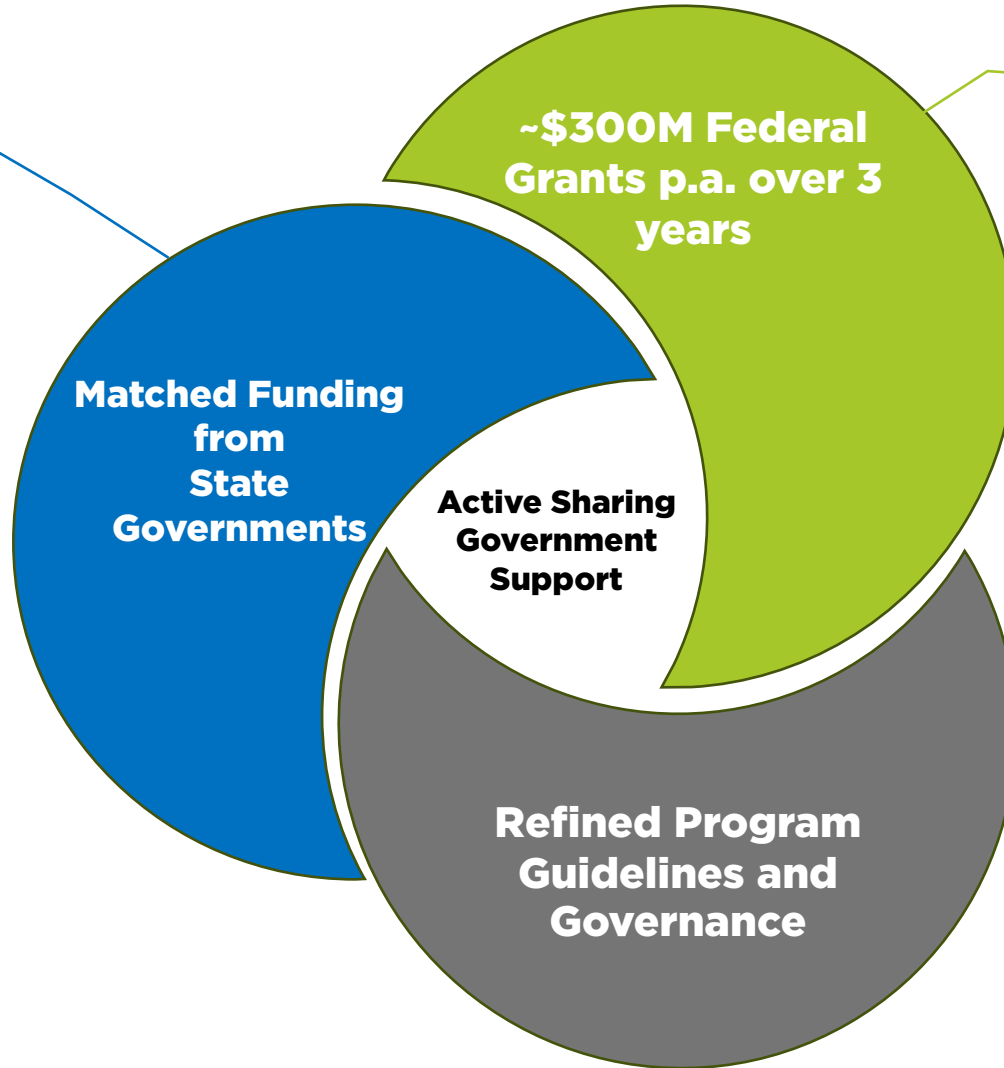 ~$300M Federal
Grants p.a. over 3
years
Matched Funding
from
State
Governments
Active Sharing
Government
Support
Refined Program
Guidelines and
Governance